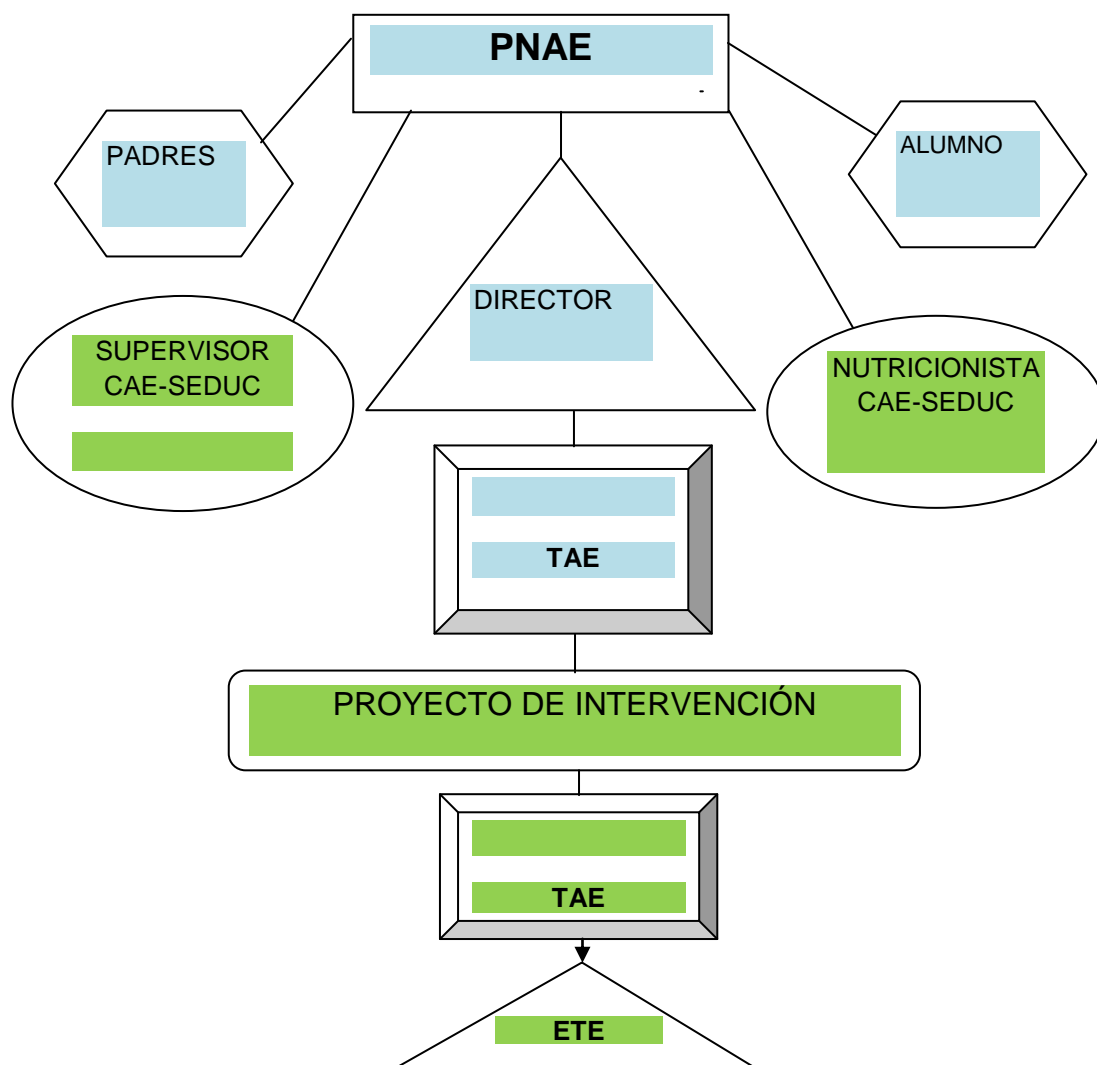 PNAE
-
PADRES
ALUMNO
DIRECTOR
SUPERVISOR
CAE-SEDUC
NUTRICIONISTA
CAE-SEDUC
TAE
PROYECTO DE INTERVENCIÓN
TAE
ETE